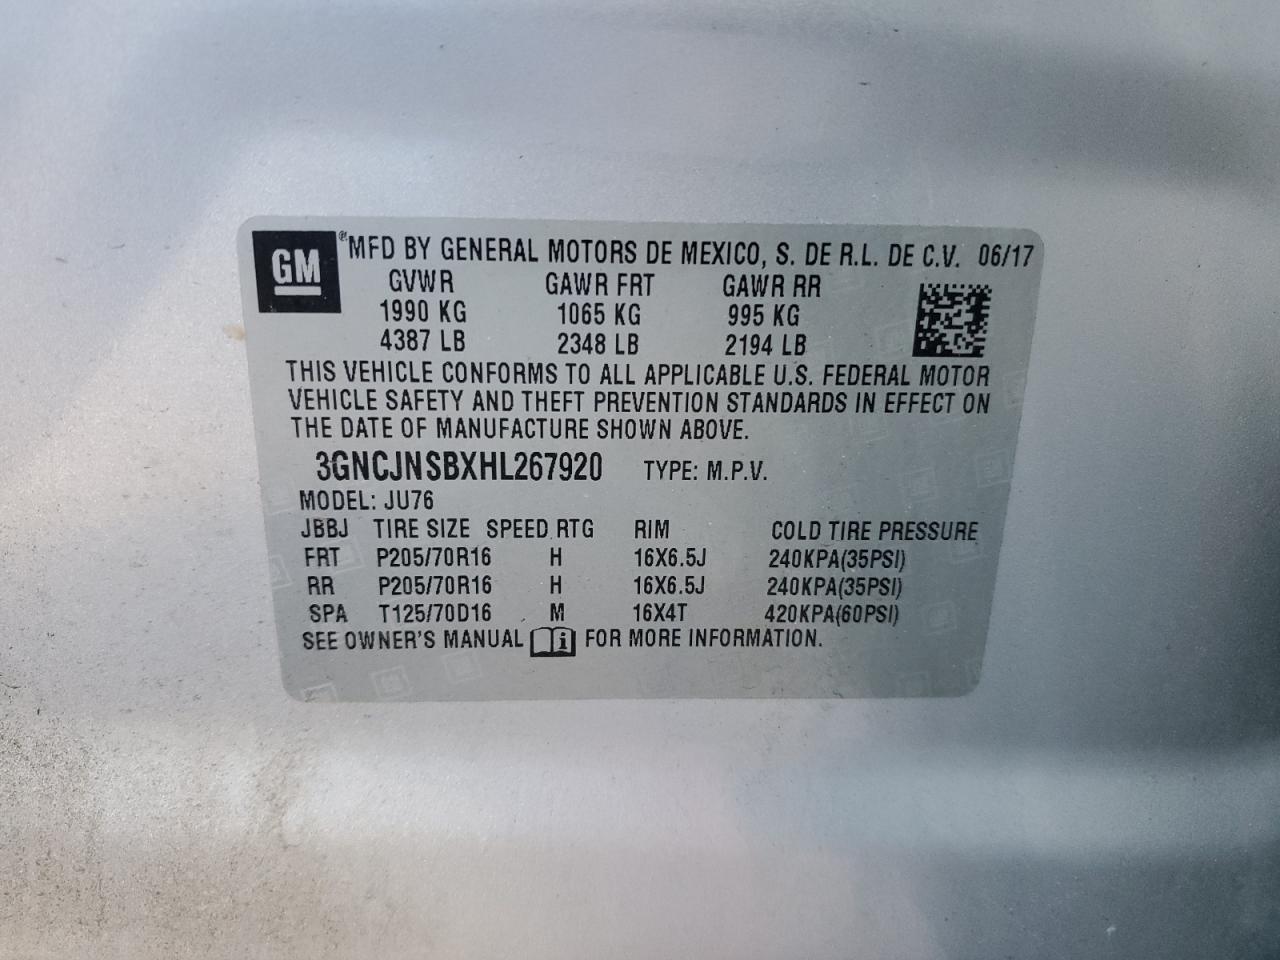 GM ® MFD BY GENERAL MOTORS DE MEXICO, S. DE R.L. DE C.V. 06/17
GVWR GAWR FRT GAWR RR
1990 KG 1065 KG 995 KG
4387 LB 2348 LB 2194 LB
THIS VEHICLE CONFORMS TO ALL APPLICABLE U.S. FEDERAL MOTOR
VEHICLE SAFETY AND THEFT PREVENTION STANDARDS IN EFFECT ON
THE DATE OF MANUFACTURE SHOWN ABOVE.
3GNCJNSBXHL267920 TYPE: M.P.V.
MODEL: JU76
JBBJ TIRE SIZE SPEED RTG RIM COLD TIRE PRESSURE
FRT P205/70R16 H 16X6.5J 240KPA(35PSI)
RR P205/70R16 H 16X6.5J 240KPA(35PSI)
SPA T125/70D16 M 16X4T 420KPA(60PSI)
SEE OWNER'S MANUAL i FOR MORE INFORMATION.